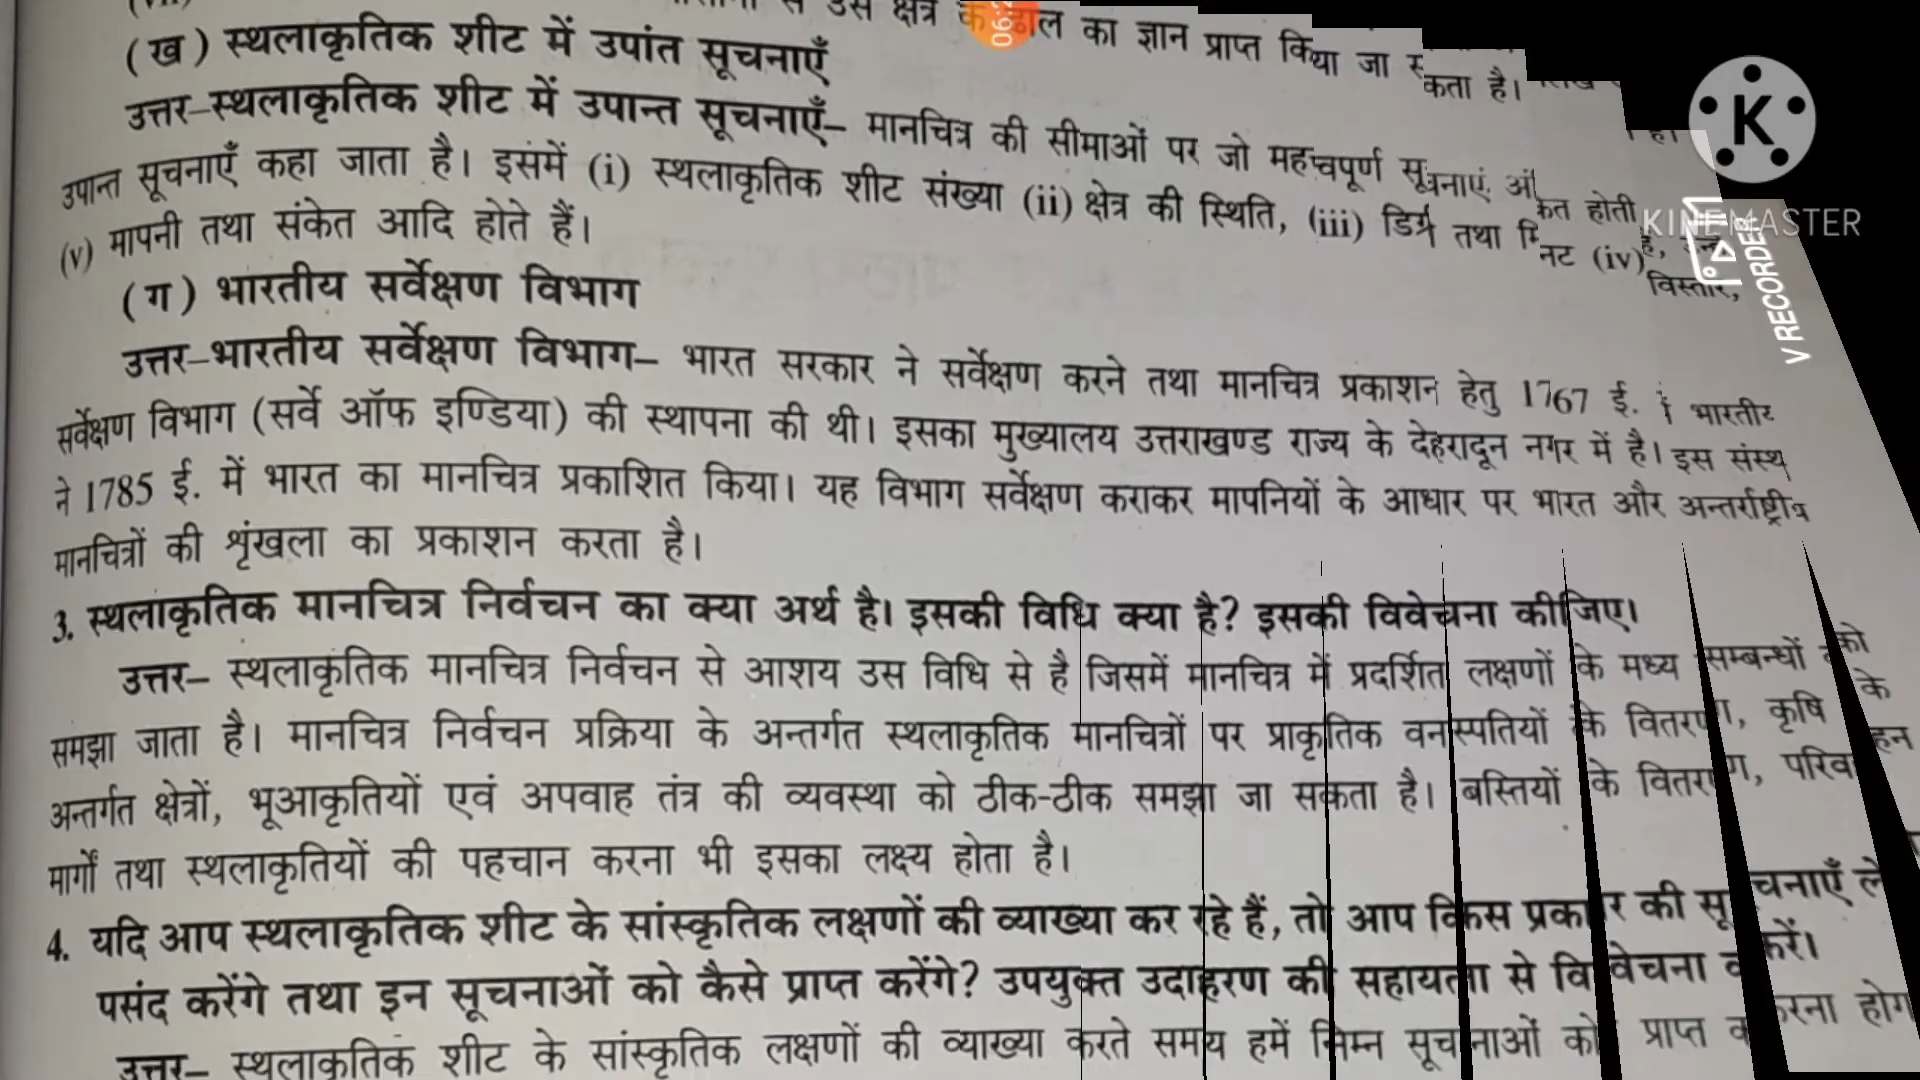 उस क्षेत्र के ढाल का ज्ञान प्राप्त किया जा सकता है।
(ख) स्थलाकृतिक शीट में उपांत सूचनाएँ
उत्तर–स्थलाकृतिक शीट में उपान्त सूचनाएँ– मानचित्र की सीमाओं पर जो महत्त्वपूर्ण सूचनाएं अंकित होती है,
उपान्त सूचनाएँ कहा जाता है। इसमें (i) स्थलाकृतिक शीट संख्या (ii) क्षेत्र की स्थिति, (iii) डिग्री तथा मिनट (iv) विस्तार,
(v) मापनी तथा संकेत आदि होते हैं।
(ग) भारतीय सर्वेक्षण विभाग
उत्तर–भारतीय सर्वेक्षण विभाग– भारत सरकार ने सर्वेक्षण करने तथा मानचित्र प्रकाशन हेतु 1767 ई. में भारतीय
सर्वेक्षण विभाग (सर्वे ऑफ इण्डिया) की स्थापना की थी। इसका मुख्यालय उत्तराखण्ड राज्य के देहरादून नगर में है। इस संस्था
ने 1785 ई. में भारत का मानचित्र प्रकाशित किया। यह विभाग सर्वेक्षण कराकर मापनियों के आधार पर भारत और अन्तर्राष्ट्रीय
मानचित्रों की शृंखला का प्रकाशन करता है।
3. स्थलाकृतिक मानचित्र निर्वचन का क्या अर्थ है। इसकी विधि क्या है? इसकी विवेचना कीजिए।
उत्तर– स्थलाकृतिक मानचित्र निर्वचन से आशय उस विधि से है जिसमें मानचित्र में प्रदर्शित लक्षणों के मध्य सम्बन्धों को
समझा जाता है। मानचित्र निर्वचन प्रक्रिया के अन्तर्गत स्थलाकृतिक मानचित्रों पर प्राकृतिक वनस्पतियों के वितरण, कृषि के
अन्तर्गत क्षेत्रों, भूआकृतियों एवं अपवाह तंत्र की व्यवस्था को ठीक-ठीक समझा जा सकता है। बस्तियों के वितरण, परिवहन
मार्गों तथा स्थलाकृतियों की पहचान करना भी इसका लक्ष्य होता है।
4. यदि आप स्थलाकृतिक शीट के सांस्कृतिक लक्षणों की व्याख्या कर रहे हैं, तो आप किस प्रकार की सूचनाएँ ले
पसंद करेंगे तथा इन सूचनाओं को कैसे प्राप्त करेंगे? उपयुक्त उदाहरण की सहायता से विवेचना करें।
उत्तर– स्थलाकृतिक शीट के सांस्कृतिक लक्षणों की व्याख्या करते समय हमें निम्न सूचनाओं को प्राप्त करना होग
K
KINEMASTER
V RECORDER